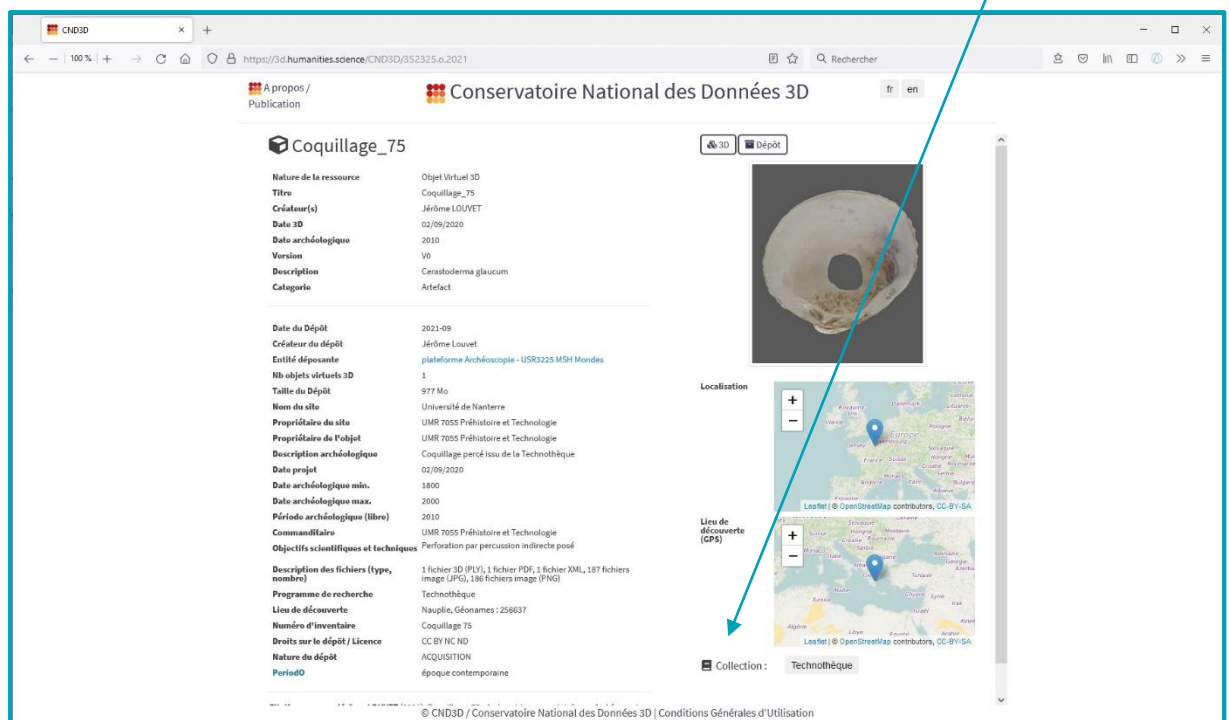 CND3D × +
100 % https://3d.humanities.science/CND3D/352325.o.2021 Rechercher
A propos /
Publication
Conservatoire National des Données 3D
fr en
Coquillage_75
3D Dépôt
Nature de la ressource Objet Virtuel 3D
Titre Coquillage_75
Créateur(s) Jérôme LOUVET
Date 3D 02/09/2020
Date archéologique 2010
Version V0
Description Cerastoderma glaucum
Categorie Artefact
Date du Dépôt 2021-09
Créateur du dépôt Jérôme Louvet
Entité déposante plateforme Archéoscopie - USR3225 MSH Mondes
Nb objets virtuels 3D 1
Taille du Dépôt 977 Mo
Nom du site Université de Nanterre
Propriétaire du site UMR 7055 Préhistoire et Technologie
Propriétaire de l'objet UMR 7055 Préhistoire et Technologie
Description archéologique Coquillage percé issu de la Technothèque
Date projet 02/09/2020
Date archéologique min. 1800
Date archéologique max. 2000
Période archéologique (libre) 2010
Commanditaire UMR 7055 Préhistoire et Technologie
Objectifs scientifiques et techniques Perforation par percussion indirecte posé
Description des fichiers (type, nombre) 1 fichier 3D (PLY), 1 fichier PDF, 1 fichier XML, 187 fichiers
image (JPG), 186 fichiers image (PNG)
Programme de recherche Technothèque
Lieu de découverte Nauplie, Géonames : 256637
Numéro d'inventaire Coquillage 75
Droits sur le dépôt / Licence CC BY NC ND
Nature du dépôt ACQUISITION
PeriodO époque contemporaine
Localisation
+
−
Europe
France
Leaflet | © OpenStreetMap contributors, CC-BY-SA
Lieu de
découverte
(GPS)
+
−
Leaflet | © OpenStreetMap contributors, CC-BY-SA
Collection : Technothèque
© CND3D / Conservatoire National des Données 3D | Conditions Générales d'Utilisation